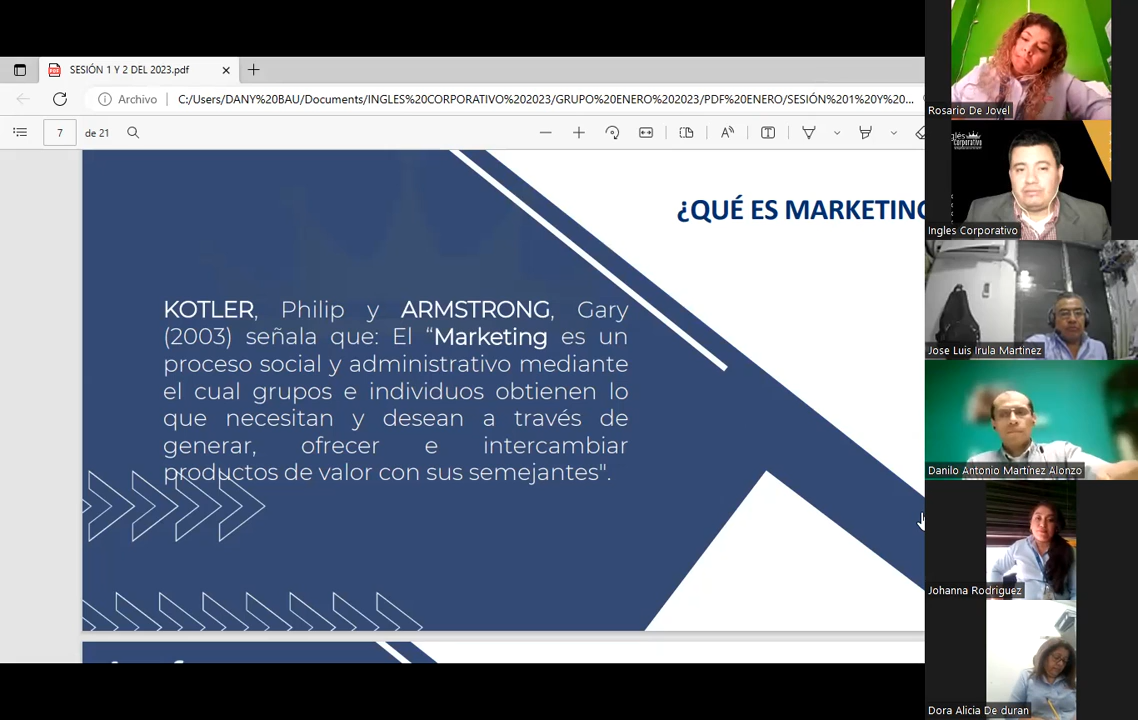 SESIÓN 1 Y 2 DEL 2023.pdf
Archivo
C:/Users/DANY%20BAU/Documents/INGLES%20CORPORATIVO%202023/GRUPO%20ENERO%202023/PDF%20ENERO/SESIÓN%201%20Y%20...
7 de 21
¿QUÉ ES MARKETING
KOTLER, Philip y ARMSTRONG, Gary
(2003) señala que: El “Marketing es un
proceso social y administrativo mediante
el cual grupos e individuos obtienen lo
que necesitan y desean a través de
generar, ofrecer e intercambiar
productos de valor con sus semejantes".
Rosario De Jovel
Ingles Corporativo
Jose Luis Irula Martinez
Danilo Antonio Martínez Alonzo
Johanna Rodriguez
Dora Alicia De duran